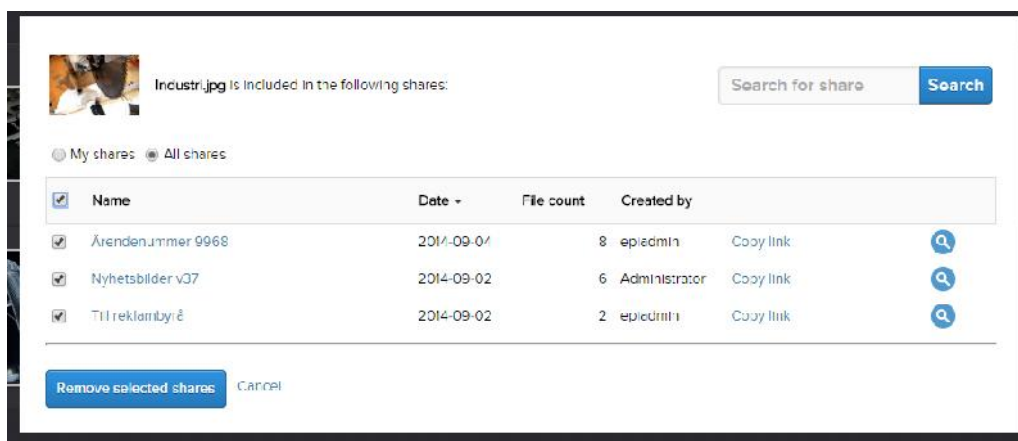 Industri.jpg is included in the following shares:
Search for share Search
My shares All shares
Name Date File count Created by
Ärendenummer 9968 2014-09-04 8 epiadmin Copy link
Nyhetsbilder v37 2014-09-02 6 Administrator Copy link
Till reklambyrå 2014-09-02 2 epiadmin Copy link
Remove selected shares Cancel